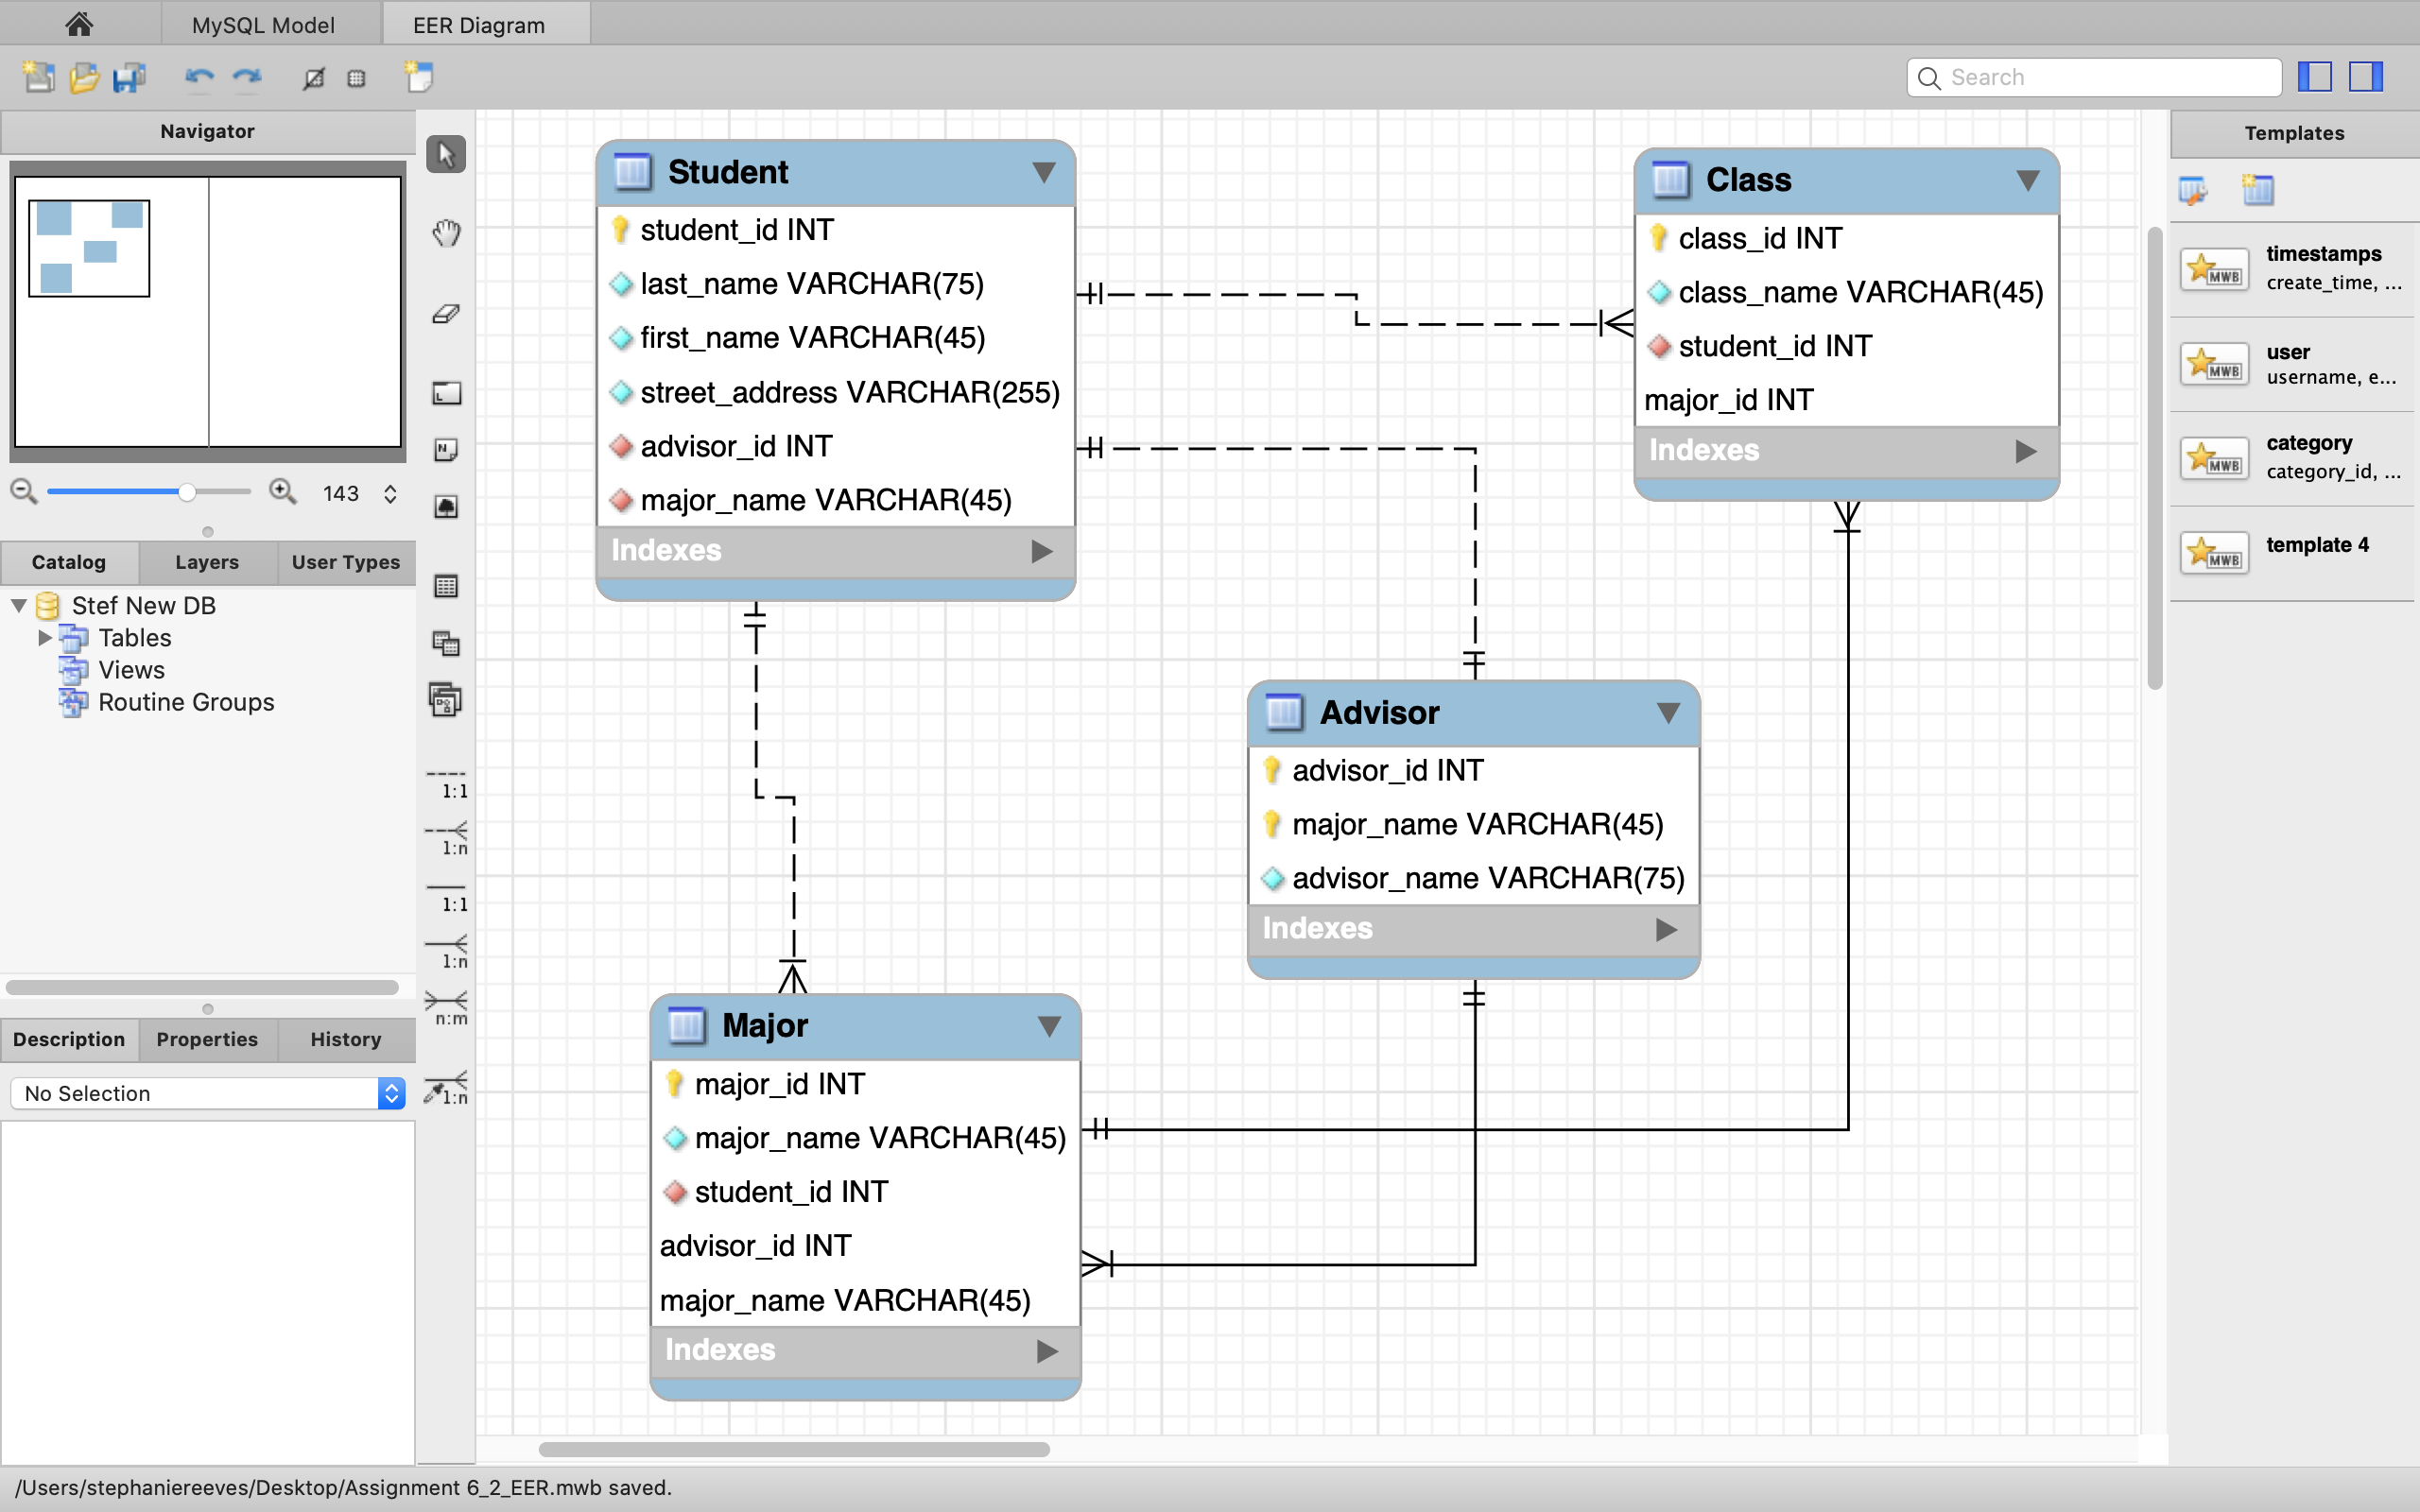 MySQL Model
EER Diagram
Search
Navigator
143
Catalog
Layers
User Types
Stef New DB
Tables
Views
Routine Groups
Description
Properties
History
No Selection
1:1
1:n
1:1
1:n
n:m
1:n
Student
student_id INT
last_name VARCHAR(75)
first_name VARCHAR(45)
street_address VARCHAR(255)
advisor_id INT
major_name VARCHAR(45)
Indexes
Class
class_id INT
class_name VARCHAR(45)
student_id INT
major_id INT
Indexes
Advisor
advisor_id INT
major_name VARCHAR(45)
advisor_name VARCHAR(75)
Indexes
Major
major_id INT
major_name VARCHAR(45)
student_id INT
advisor_id INT
major_name VARCHAR(45)
Indexes
Templates
MWB
timestamps
create_time, ...
MWB
user
username, e...
MWB
category
category_id, ...
MWB
template 4
/Users/stephaniereeves/Desktop/Assignment 6_2_EER.mwb saved.